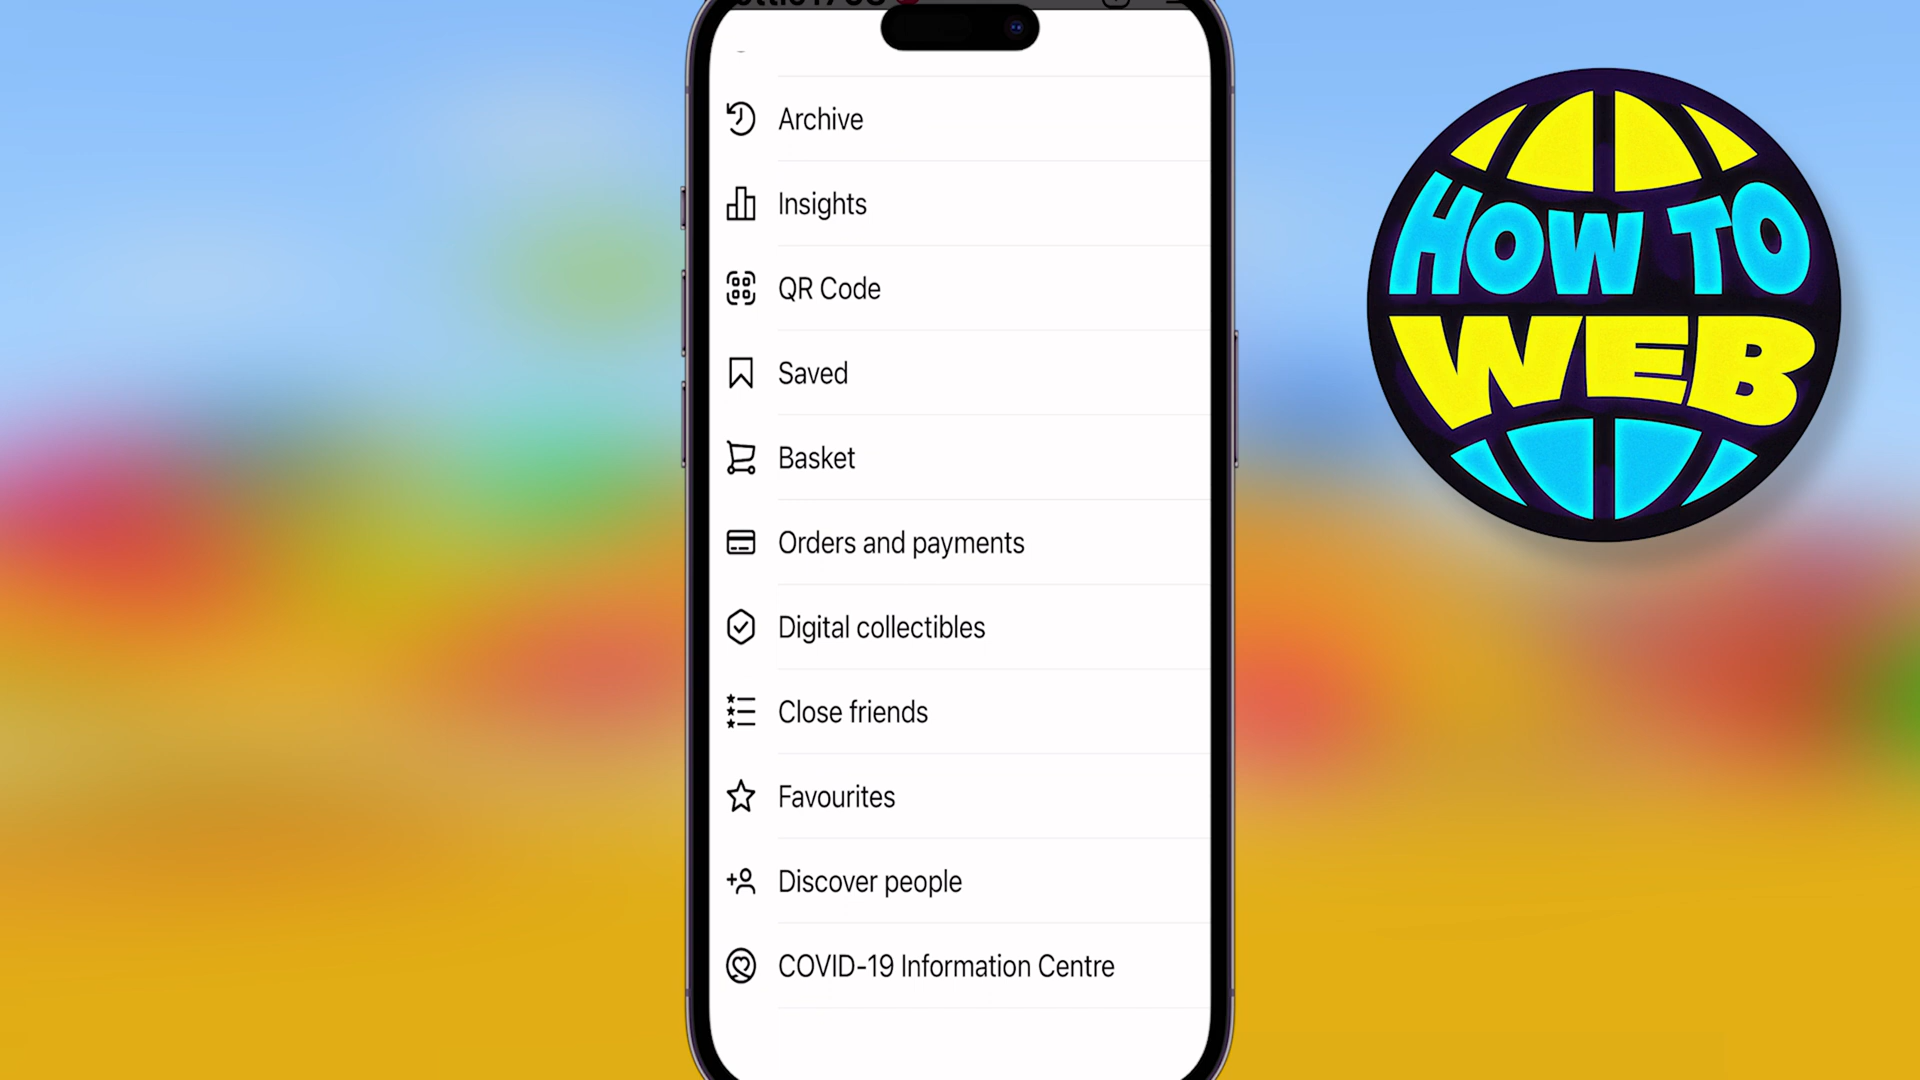 Archive
Insights
QR Code
Saved
Basket
Orders and payments
Digital collectibles
Close friends
Favourites
Discover people
COVID-19 Information Centre
HOW TO
WEB